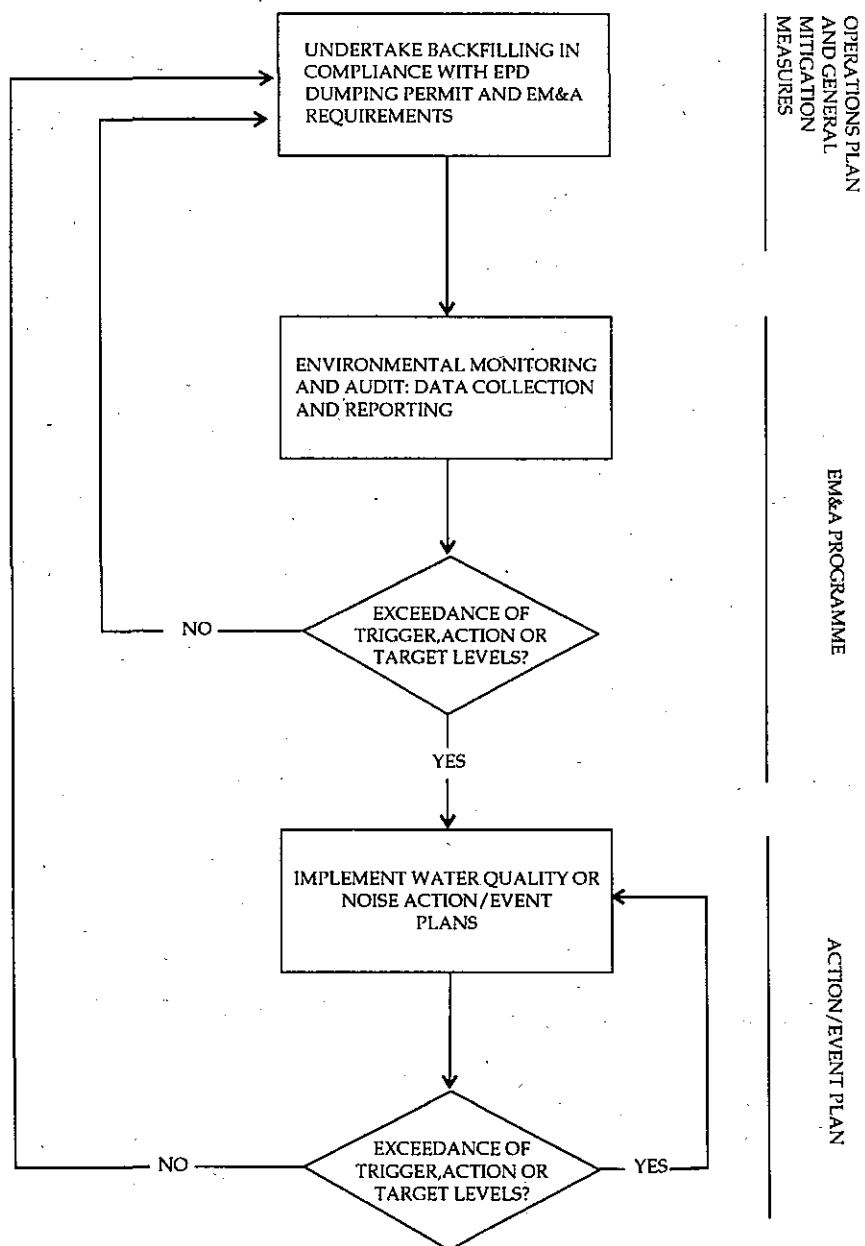 UNDERTAKE BACKFILLING IN
COMPLIANCE WITH EPD
DUMPING PERMIT AND EM&A
REQUIREMENTS
OPERATIONS PLAN
AND GENERAL
MITIGATION
MEASURES
ENVIRONMENTAL MONITORING
AND AUDIT: DATA COLLECTION
AND REPORTING
EM&A PROGRAMME
EXCEEDANCE OF
TRIGGER,ACTION OR
TARGET LEVELS?
NO
YES
IMPLEMENT WATER QUALITY OR
NOISE ACTION/EVENT
PLANS
ACTION/EVENT PLAN
EXCEEDANCE OF
TRIGGER,ACTION OR
TARGET LEVELS?
NO
YES